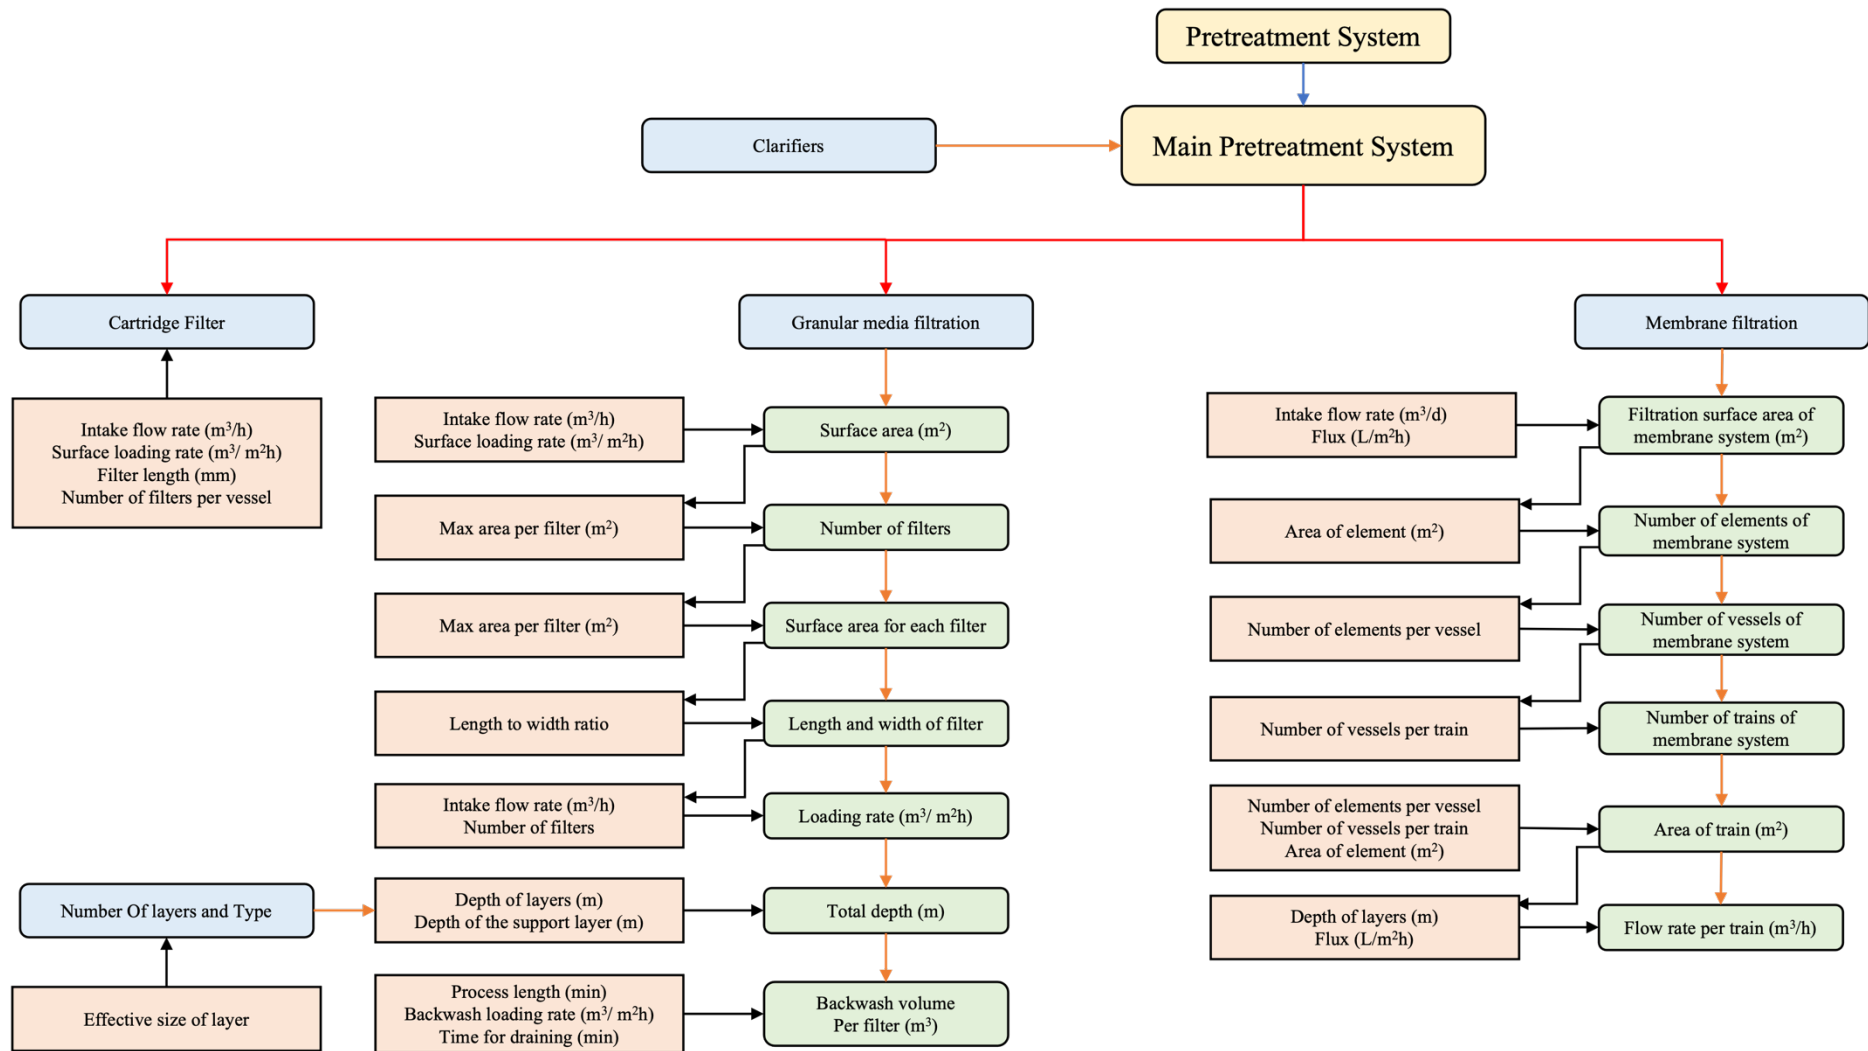 Pretreatment System
Clarifiers
Main Pretreatment System
Cartridge Filter
Granular media filtration
Membrane filtration
Intake flow rate (m³/h)
Surface loading rate (m³/ m²h)
Filter length (mm)
Number of filters per vessel
Intake flow rate (m³/h)
Surface loading rate (m³/ m²h)
Surface area (m²)
Max area per filter (m²)
Number of filters
Max area per filter (m²)
Surface area for each filter
Length to width ratio
Length and width of filter
Intake flow rate (m³/h)
Number of filters
Loading rate (m³/ m²h)
Number Of layers and Type
Depth of layers (m)
Depth of the support layer (m)
Total depth (m)
Effective size of layer
Process length (min)
Backwash loading rate (m³/ m²h)
Time for draining (min)
Backwash volume
Per filter (m³)
Intake flow rate (m³/d)
Flux (L/m²h)
Filtration surface area of
membrane system (m²)
Area of element (m²)
Number of elements of
membrane system
Number of elements per vessel
Number of vessels of
membrane system
Number of vessels per train
Number of trains of
membrane system
Number of elements per vessel
Number of vessels per train
Area of element (m²)
Area of train (m²)
Depth of layers (m)
Flux (L/m²h)
Flow rate per train (m³/h)